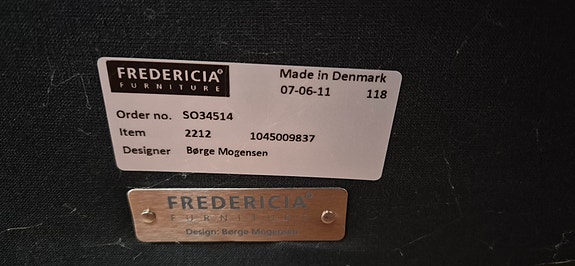 FREDERICIA®
FURNITURE
Made in Denmark
07-06-11 118
Order no. SO34514
Item 2212 1045009837
Designer Børge Mogensen
FREDERICIA®
FURNITURE
Design: Børge Mogensen